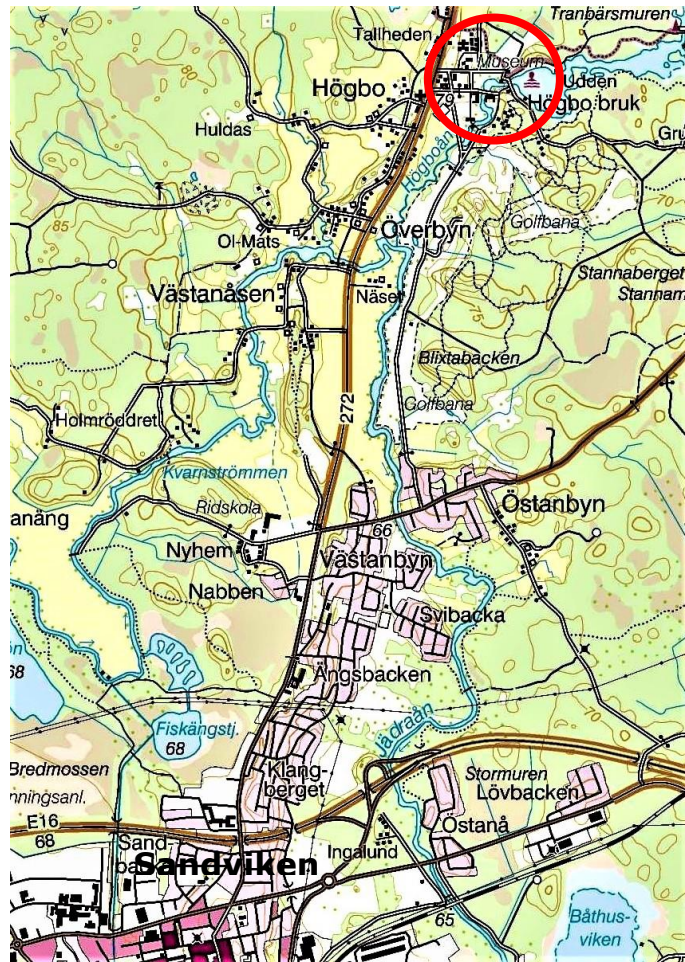 Tranbärsmuren
Tallheden
Museum
Udden
Högbo
79
Högbo bruk
Huldas
Högboån
Gru
85
Golfbana
70
Ol-Mats
Överbyn
Stannaberget
Västanåsen
Näset
Stannam
Blixtabacken
272
Golfbana
Holmröddret
Kvarnströmmen
Östanbyn
Ridskola
anäng
66
Nyhem
Västanbyn
Nabben
Svibacka
Ängsbacken
68
Jädraån
Fiskängstj.
68
Bredmossen
Klang-
berget
Stormuren
Lövbacken
nningsanl.
E16
68
Östanå
Sand-
Ingalund
Sandviken
65
Båthus-
viken